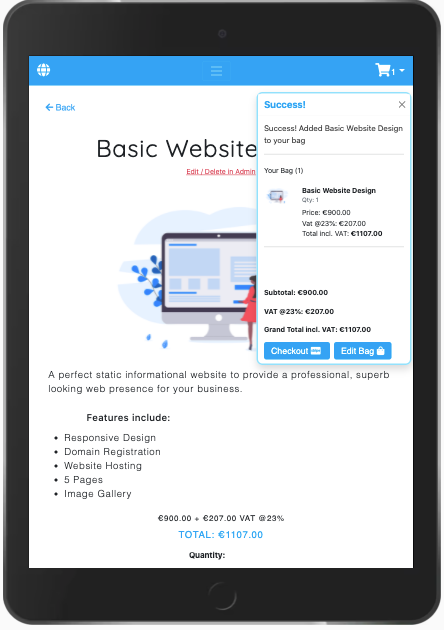 1
Back
Success!
Success! Added Basic Website Design
to your bag
Your Bag (1)
Basic Website Design
Qty: 1
Price: €900.00
Vat @23%: €207.00
Total incl. VAT: €1107.00
Subtotal: €900.00
VAT @23%: €207.00
Grand Total incl. VAT: €1107.00
Checkout
Edit Bag
Basic Website
Edit / Delete in Admin
A perfect static informational website to provide a professional, superb
looking web presence for your business.
Features include:
Responsive Design
Domain Registration
Website Hosting
5 Pages
Image Gallery
€900.00 + €207.00 VAT @23%
TOTAL: €1107.00
Quantity: